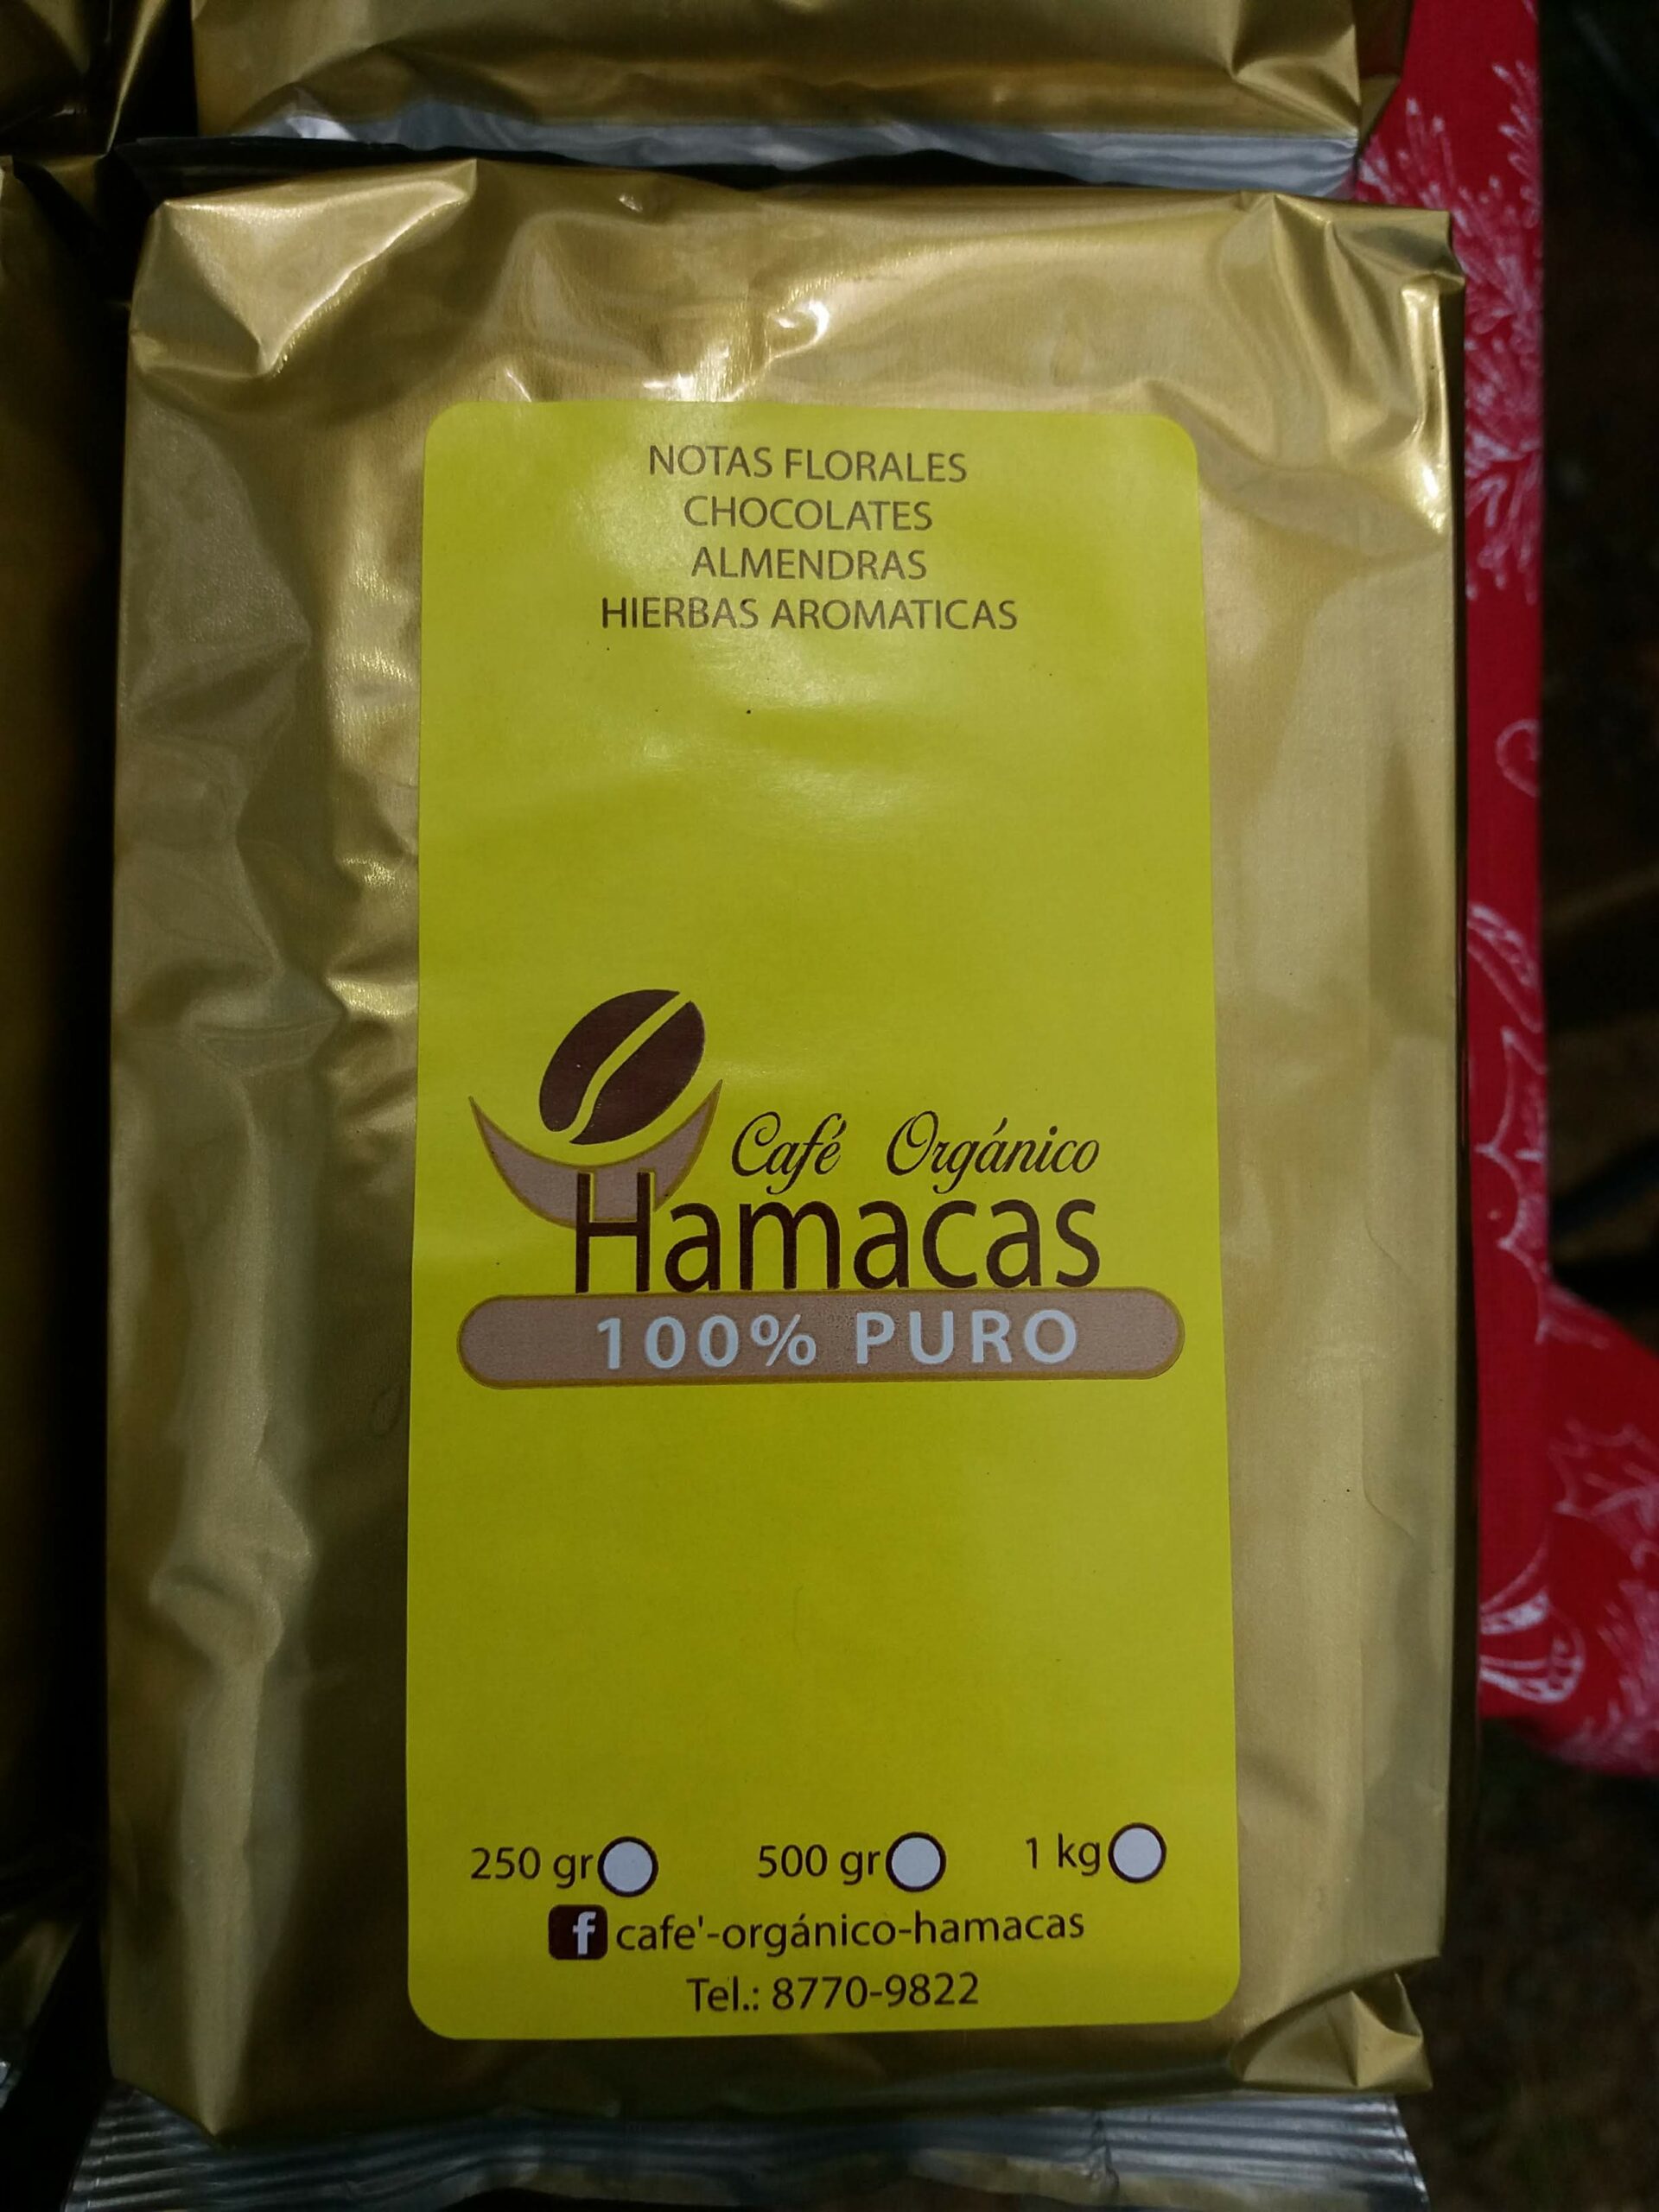 NOTAS FLORALES
CHOCOLATES
ALMENDRAS
HIERBAS AROMATICAS
Café Orgánico
Hamacas
100% PURO
250 gr 500 gr 1 kg
f cafe'-orgánico-hamacas
Tel.: 8770-9822